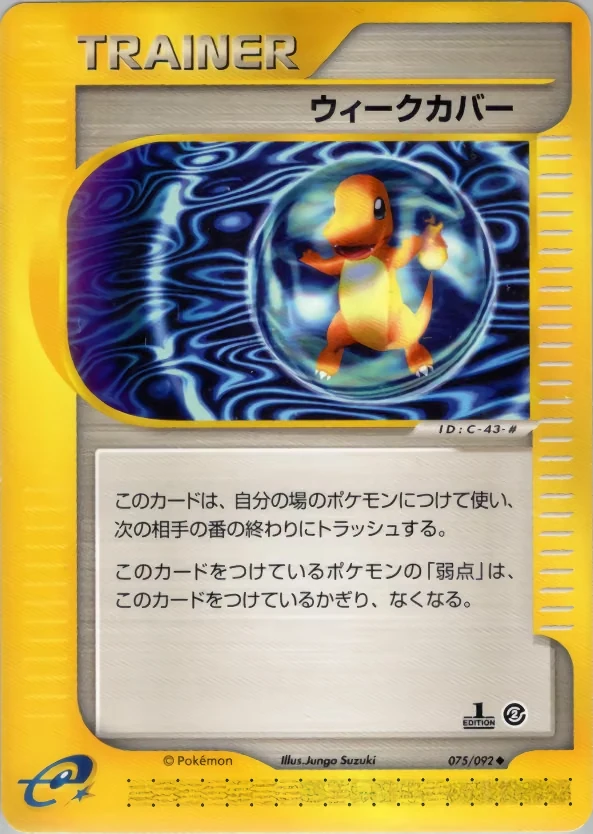 TRAINER
ウィークカバー
ID:C-43-#
このカードは、自分の場のポケモンにつけて使い、
次の相手の番の終わりにトラッシュする。
このカードをつけているポケモンの「弱点」は、
このカードをつけているかぎり、なくなる。
1
EDITION
2
©Pokémon Illus.Jungo Suzuki 075/092 ◆
e